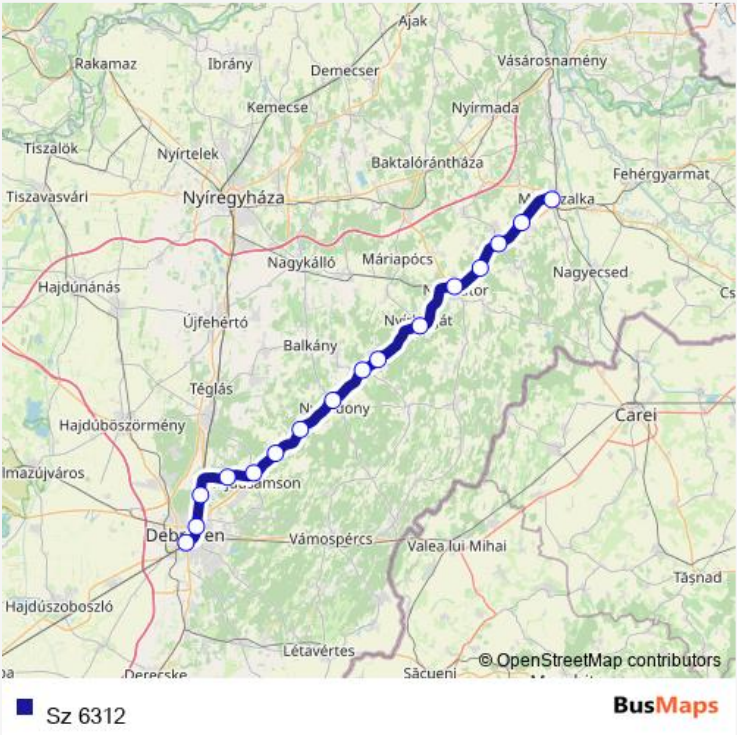 Ajak
Rakamaz
Ibrány
Demecser
Vásárosnamény
Kemecse
Nyírmada
Tiszalök
Nyírtelek
Baktalórántháza
Fehérgyarmat
Tiszavasvári
Nyíregyháza
Nagykálló
Máriapócs
Nagyecsed
Hajdúnánás
Újfehértó
Balkány
Téglás
Carei
Hajdúböszörmény
lmazújváros
Vámospércs
Valea lui Mihai
Tășnad
Hajdúszoboszló
Létavértes
Derecske
Săcueni
© OpenStreetMap contributors
Sz 6312
BusMaps